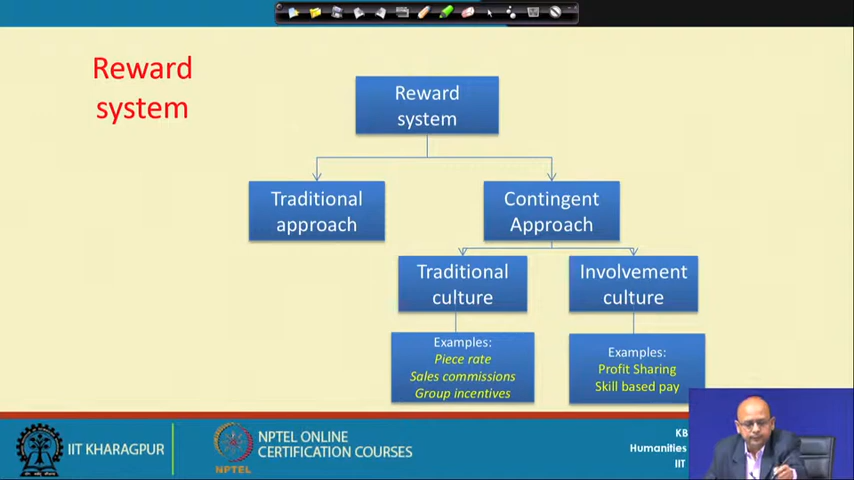 Reward
system
Reward
system
Traditional
approach
Contingent
Approach
Traditional
culture
Involvement
culture
Examples:
Piece rate
Sales commissions
Group incentives
Examples:
Profit Sharing
Skill based pay
IIT KHARAGPUR
NPTEL
NPTEL ONLINE
CERTIFICATION COURSES
KB
Humanities
IIT